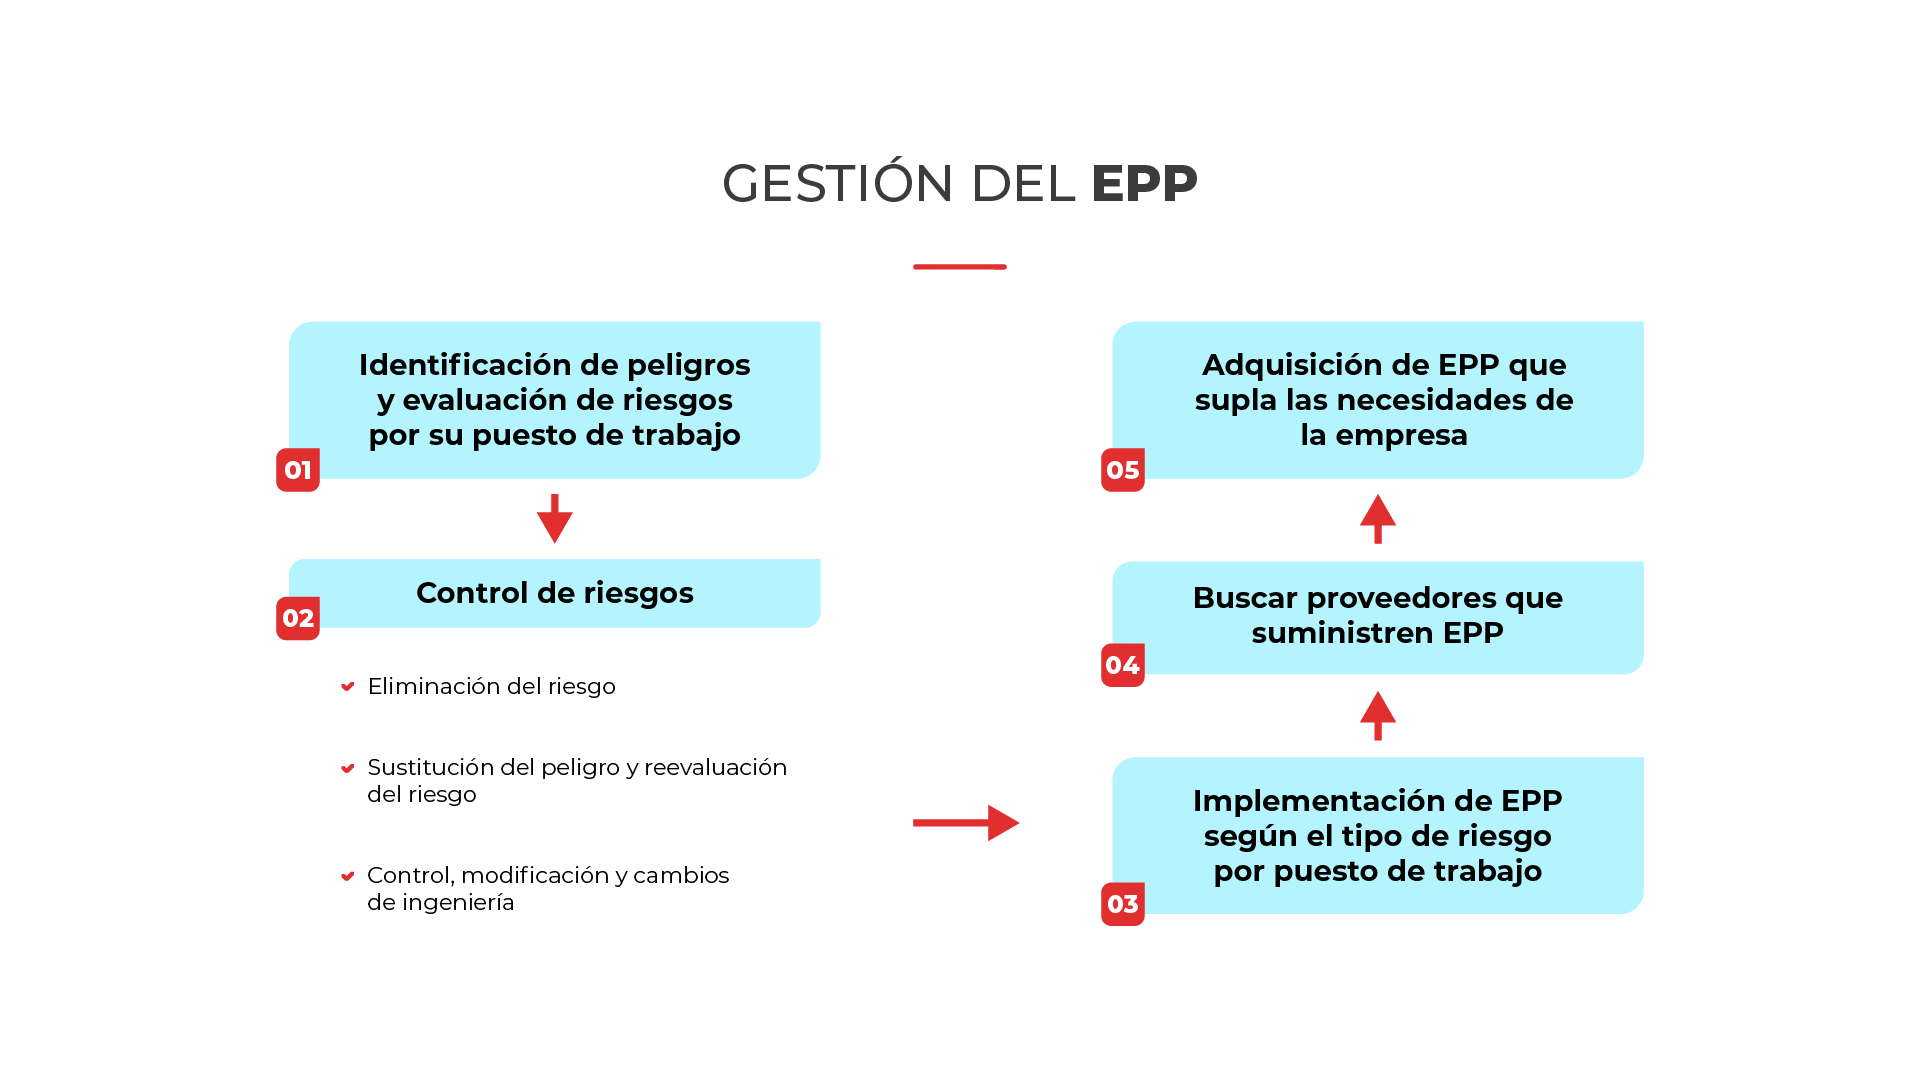 GESTIÓN DEL EPP
Identificación de peligros
y evaluación de riesgos
por su puesto de trabajo
01
Control de riesgos
02
Eliminación del riesgo
Sustitución del peligro y reevaluación
del riesgo
Control, modificación y cambios
de ingeniería
Implementación de EPP
según el tipo de riesgo
por puesto de trabajo
03
Buscar proveedores que
suministren EPP
04
Adquisición de EPP que
supla las necesidades de
la empresa
05